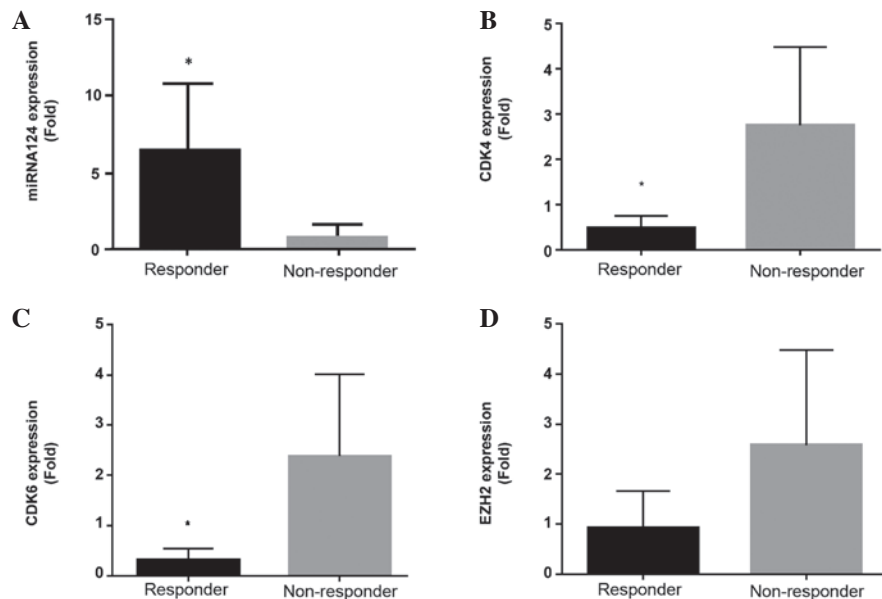 A
miRNA124 expression
(Fold)
15
10
5
0
*
Responder
Non-responder
B
CDK4 expression
(Fold)
5
4
3
2
1
0
*
Responder
Non-responder
C
CDK6 expression
(Fold)
5
4
3
2
1
0
*
Responder
Non-responder
D
EZH2 expression
(Fold)
5
4
3
2
1
0
Responder
Non-responder